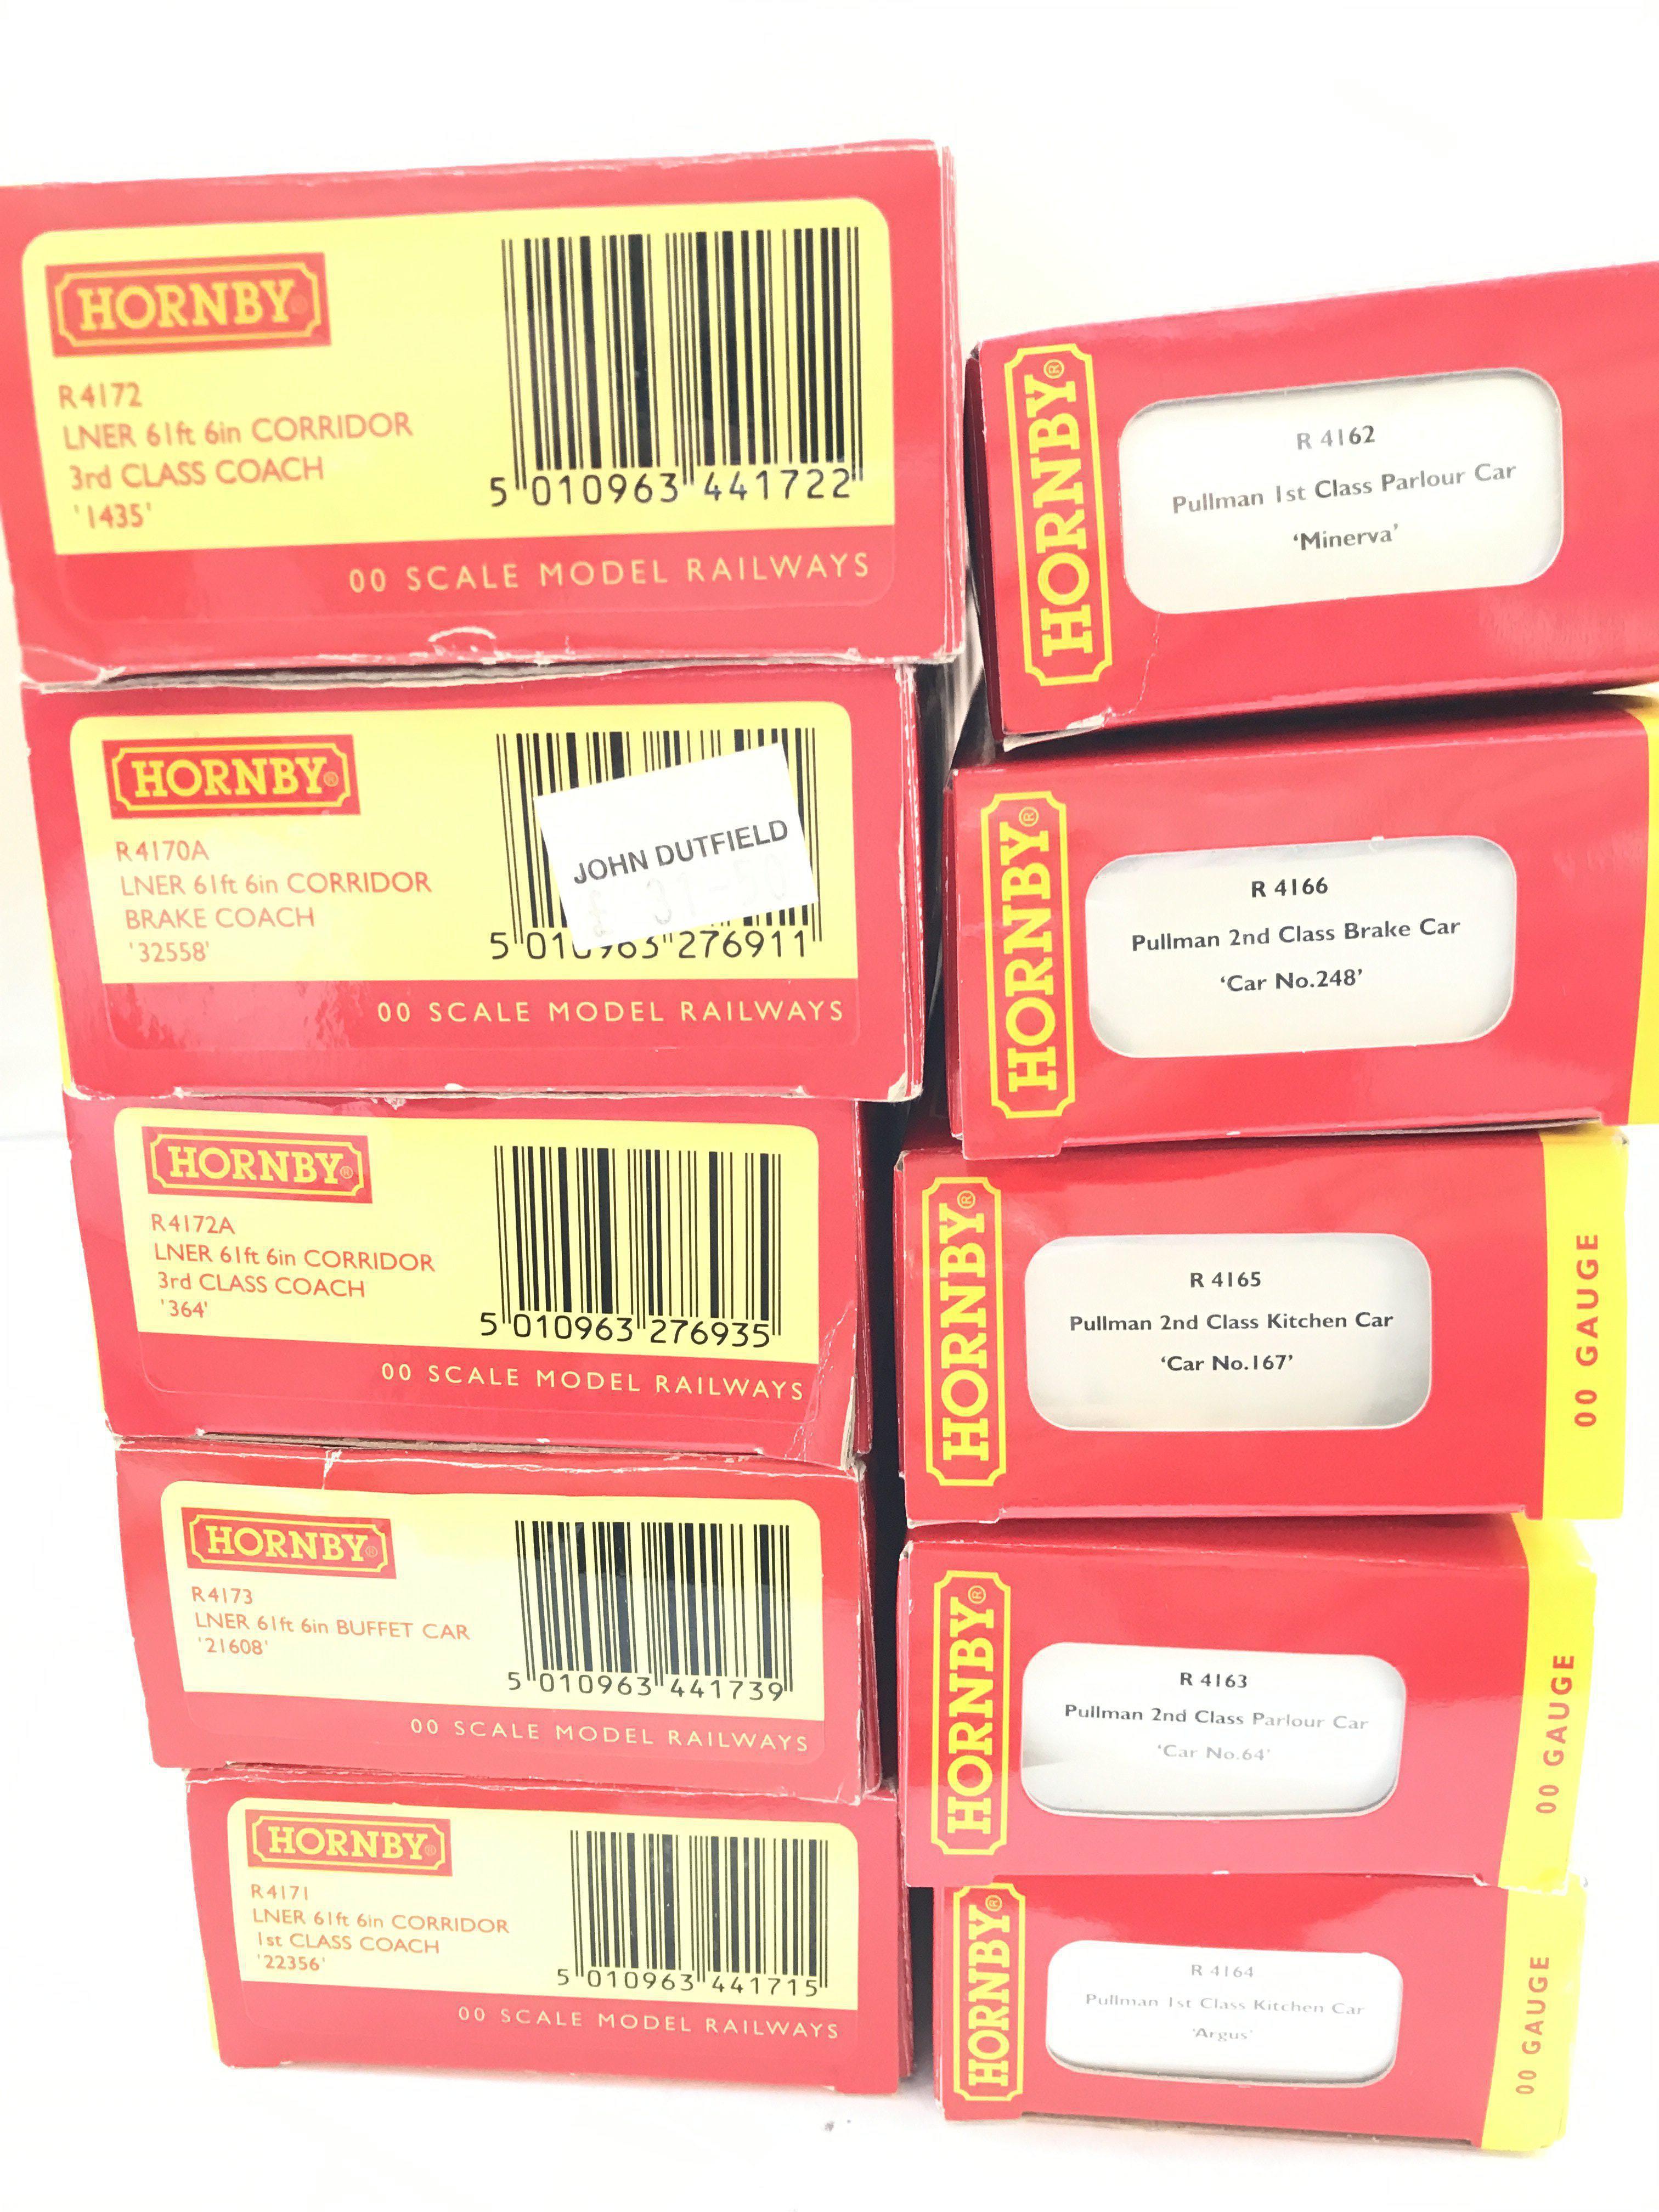 HORNBY®
R4172
LNER 61ft 6in CORRIDOR
3rd CLASS COACH
'1435'
5 010963 441722
00 SCALE MODEL RAILWAYS
HORNBY®
R4170A
LNER 61ft 6in CORRIDOR
BRAKE COACH
'32558'
JOHN DUTFIELD
£ 31-50
5 010963 276911
00 SCALE MODEL RAILWAYS
HORNBY®
R4172A
LNER 61ft 6in CORRIDOR
3rd CLASS COACH
'364'
5 010963 276935
00 SCALE MODEL RAILWAYS
HORNBY®
R4173
LNER 61ft 6in BUFFET CAR
'21608'
5 010963 441739
00 SCALE MODEL RAILWAYS
HORNBY®
R4171
LNER 61ft 6in CORRIDOR
1st CLASS COACH
'22356'
5 010963 441715
00 SCALE MODEL RAILWAYS
HORNBY®
R 4162
Pullman 1st Class Parlour Car
‘Minerva’
HORNBY®
R 4166
Pullman 2nd Class Brake Car
‘Car No.248’
HORNBY®
R 4165
Pullman 2nd Class Kitchen Car
‘Car No.167’
00 GAUGE
HORNBY®
R 4163
Pullman 2nd Class Parlour Car
‘Car No.64’
00 GAUGE
HORNBY®
R 4164
Pullman 1st Class Kitchen Car
‘Argus’
00 GAUGE